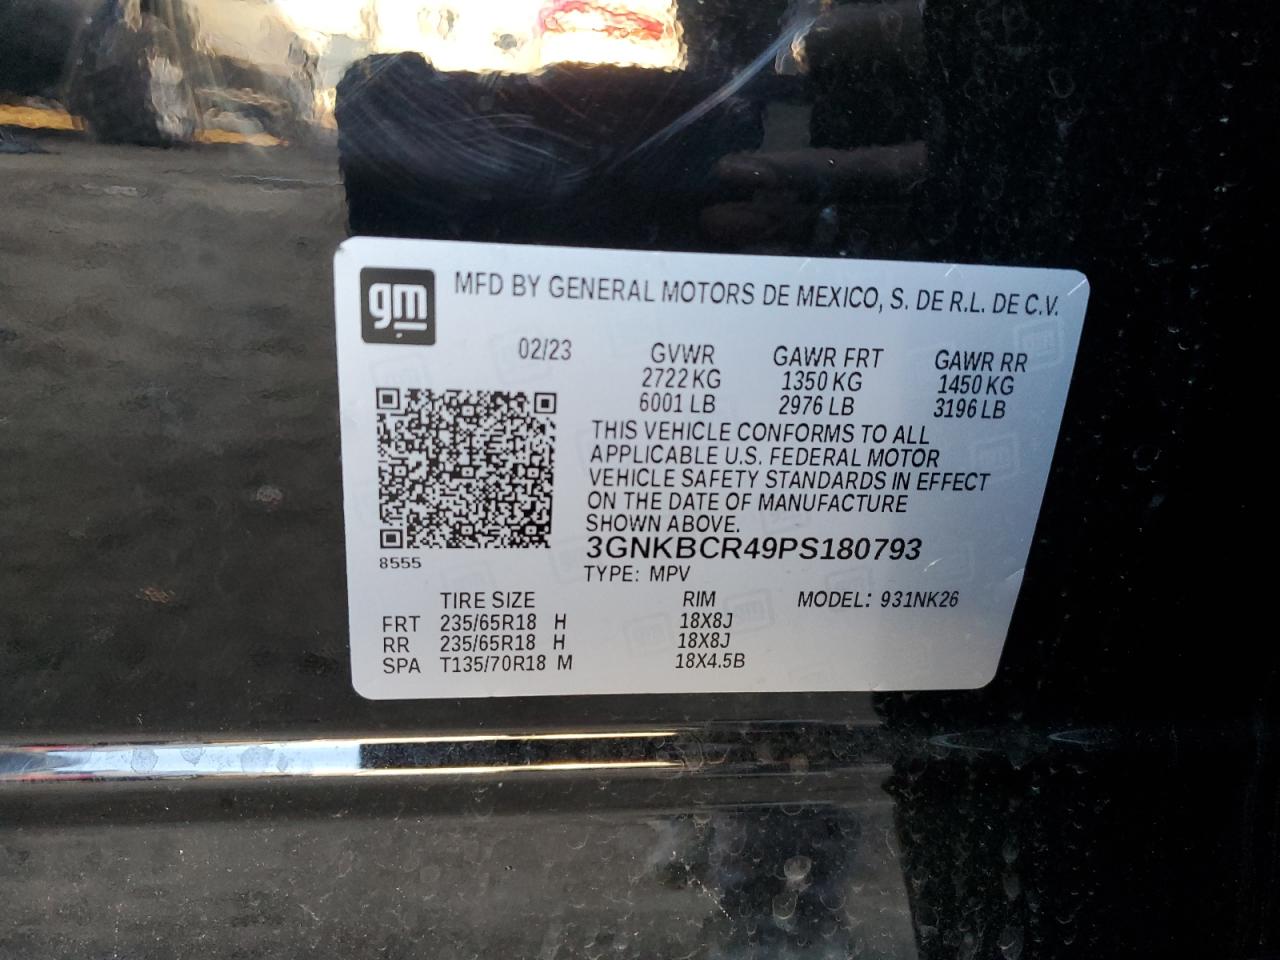 gm MFD BY GENERAL MOTORS DE MEXICO, S. DE R.L. DE C.V.
02/23 GVWR GAWR FRT GAWR RR
2722 KG 1350 KG 1450 KG
6001 LB 2976 LB 3196 LB
THIS VEHICLE CONFORMS TO ALL
APPLICABLE U.S. FEDERAL MOTOR
VEHICLE SAFETY STANDARDS IN EFFECT
ON THE DATE OF MANUFACTURE
SHOWN ABOVE.
3GNKBCR49PS180793
8555
TYPE: MPV
TIRE SIZE RIM MODEL: 931NK26
FRT 235/65R18 H 18X8J
RR 235/65R18 H 18X8J
SPA T135/70R18 M 18X4.5B